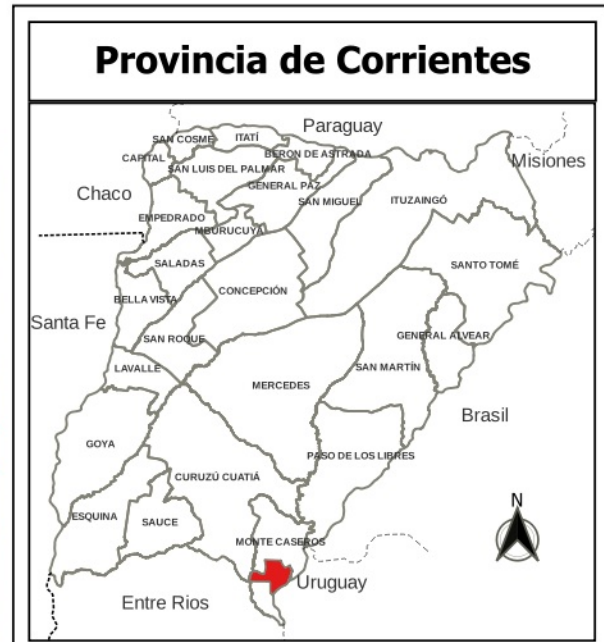 Provincia de Corrientes
Paraguay
SAN COSME
ITATÍ
CAPITAL
BERON DE ASTRADA
Misiones
SAN LUIS DEL PALMAR
GENERAL PAZ
Chaco
SAN MIGUEL
ITUZAINGÓ
EMPEDRADO
MBURUCUYA
SALADAS
SANTO TOMÉ
CONCEPCIÓN
BELLA VISTA
Santa Fe
SAN ROQUE
GENERAL ALVEAR
LAVALLE
SAN MARTÍN
MERCEDES
Brasil
GOYA
PASO DE LOS LIBRES
CURUZÚ CUATIÁ
N
ESQUINA
SAUCE
MONTE CASEROS
Uruguay
Entre Rios